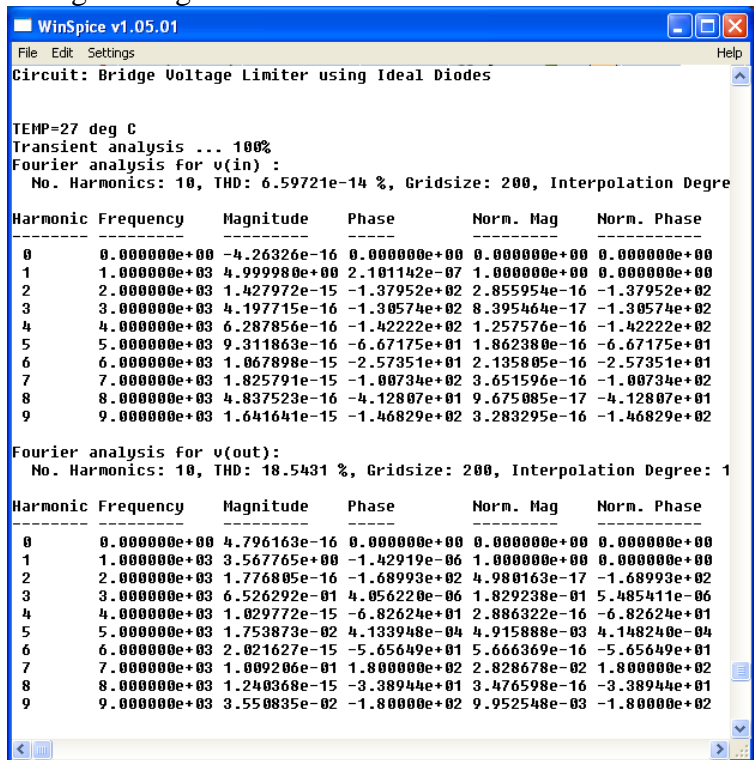 WinSpice v1.05.01
File Edit Settings Help
Circuit: Bridge Voltage Limiter using Ideal Diodes
TEMP=27 deg C
Transient analysis ... 100%
Fourier analysis for v(in) :
No. Harmonics: 10, THD: 6.59721e-14 %, Gridsize: 200, Interpolation Degre
Harmonic Frequency Magnitude Phase Norm. Mag Norm. Phase
-------- --------- --------- ----- --------- -----------
0 0.000000e+00 -4.26326e-16 0.000000e+00 0.000000e+00 0.000000e+00
1 1.000000e+03 4.999980e+00 2.101142e-07 1.000000e+00 0.000000e+00
2 2.000000e+03 1.427972e-15 -1.37952e+02 2.855954e-16 -1.37952e+02
3 3.000000e+03 4.197715e-16 -1.30574e+02 8.395464e-17 -1.30574e+02
4 4.000000e+03 6.287856e-16 -1.42222e+02 1.257576e-16 -1.42222e+02
5 5.000000e+03 9.311863e-16 -6.67175e+01 1.862380e-16 -6.67175e+01
6 6.000000e+03 1.067898e-15 -2.57351e+01 2.135805e-16 -2.57351e+01
7 7.000000e+03 1.825791e-15 -1.00734e+02 3.651596e-16 -1.00734e+02
8 8.000000e+03 4.837523e-16 -4.12807e+01 9.675085e-17 -4.12807e+01
9 9.000000e+03 1.641641e-15 -1.46829e+02 3.283295e-16 -1.46829e+02
Fourier analysis for v(out):
No. Harmonics: 10, THD: 18.5431 %, Gridsize: 200, Interpolation Degree: 1
Harmonic Frequency Magnitude Phase Norm. Mag Norm. Phase
-------- --------- --------- ----- --------- -----------
0 0.000000e+00 4.796163e-16 0.000000e+00 0.000000e+00 0.000000e+00
1 1.000000e+03 3.567765e+00 -1.42919e-06 1.000000e+00 0.000000e+00
2 2.000000e+03 1.776805e-16 -1.68993e+02 4.980163e-17 -1.68993e+02
3 3.000000e+03 6.526292e-01 4.056220e-06 1.829238e-01 5.485411e-06
4 4.000000e+03 1.029772e-15 -6.82624e+01 2.886322e-16 -6.82624e+01
5 5.000000e+03 1.753873e-02 4.133948e-04 4.915888e-03 4.148240e-04
6 6.000000e+03 2.021627e-15 -5.65649e+01 5.666369e-16 -5.65649e+01
7 7.000000e+03 1.009206e-01 1.800000e+02 2.828678e-02 1.800000e+02
8 8.000000e+03 1.240368e-15 -3.38944e+01 3.476598e-16 -3.38944e+01
9 9.000000e+03 3.550835e-02 -1.80000e+02 9.952548e-03 -1.80000e+02